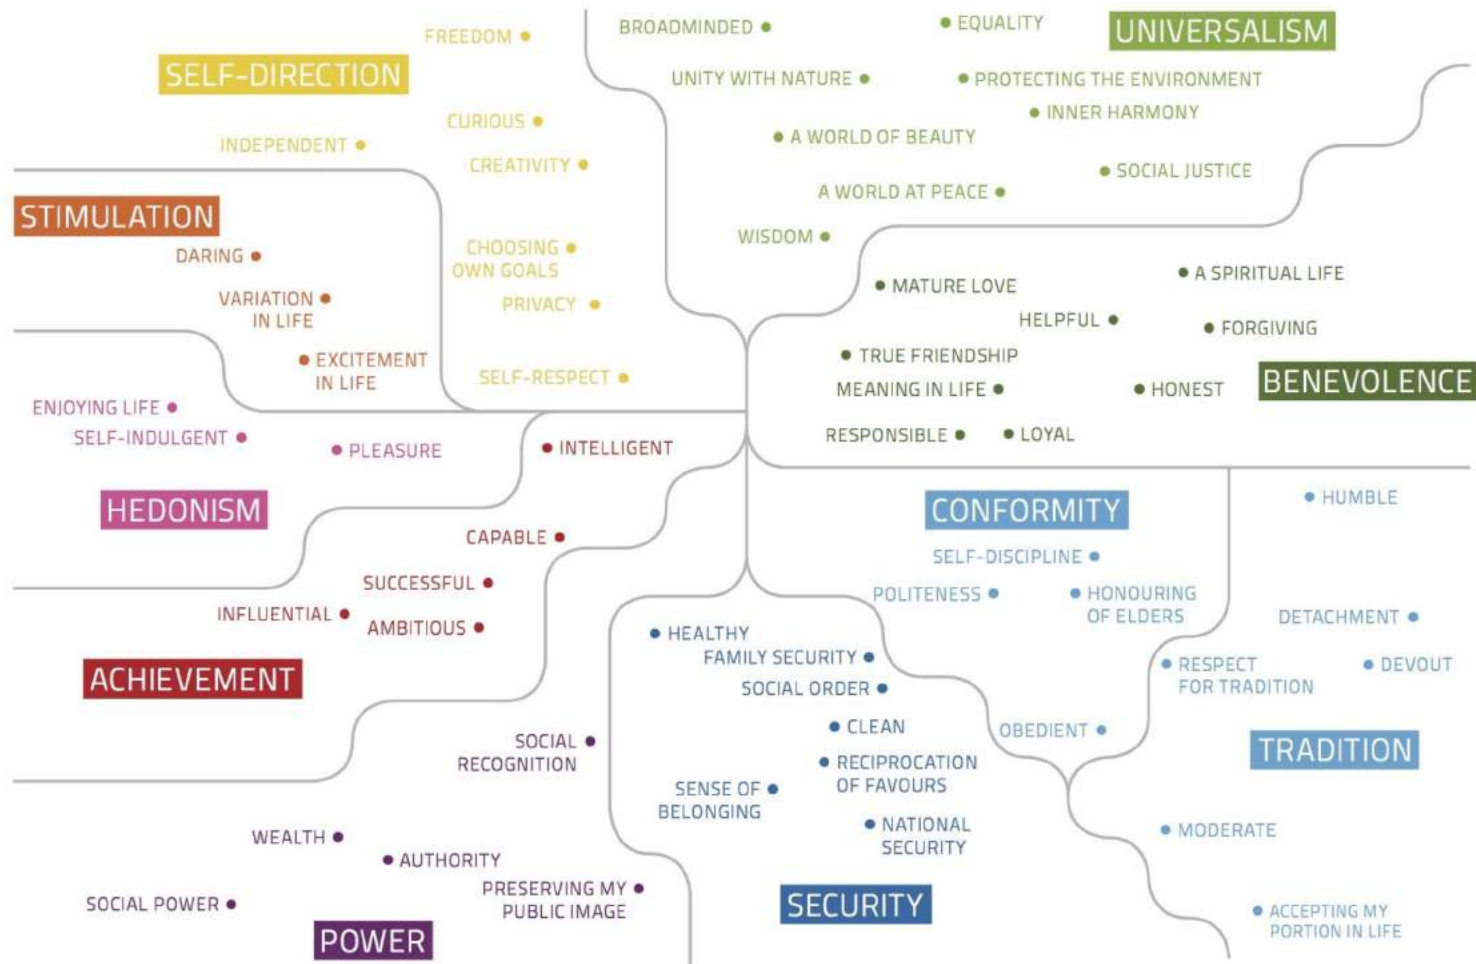 SELF-DIRECTION
FREEDOM
CURIOUS
INDEPENDENT
CREATIVITY
CHOOSING
OWN GOALS
PRIVACY
SELF-RESPECT
UNIVERSALISM
BROADMINDED
EQUALITY
UNITY WITH NATURE
PROTECTING THE ENVIRONMENT
INNER HARMONY
A WORLD OF BEAUTY
SOCIAL JUSTICE
A WORLD AT PEACE
WISDOM
STIMULATION
DARING
VARIATION
IN LIFE
EXCITEMENT
IN LIFE
MATURE LOVE
A SPIRITUAL LIFE
HELPFUL
FORGIVING
TRUE FRIENDSHIP
MEANING IN LIFE
HONEST
BENEVOLENCE
RESPONSIBLE
LOYAL
ENJOYING LIFE
SELF-INDULGENT
PLEASURE
HEDONISM
INTELLIGENT
CAPABLE
SUCCESSFUL
INFLUENTIAL
AMBITIOUS
ACHIEVEMENT
CONFORMITY
SELF-DISCIPLINE
POLITENESS
HONOURING
OF ELDERS
OBEDIENT
HUMBLE
DETACHMENT
RESPECT
FOR TRADITION
DEVOUT
TRADITION
MODERATE
ACCEPTING MY
PORTION IN LIFE
HEALTHY
FAMILY SECURITY
SOCIAL ORDER
CLEAN
RECIPROCATION
OF FAVOURS
SENSE OF
BELONGING
NATIONAL
SECURITY
SECURITY
SOCIAL
RECOGNITION
WEALTH
AUTHORITY
PRESERVING MY
PUBLIC IMAGE
SOCIAL POWER
POWER